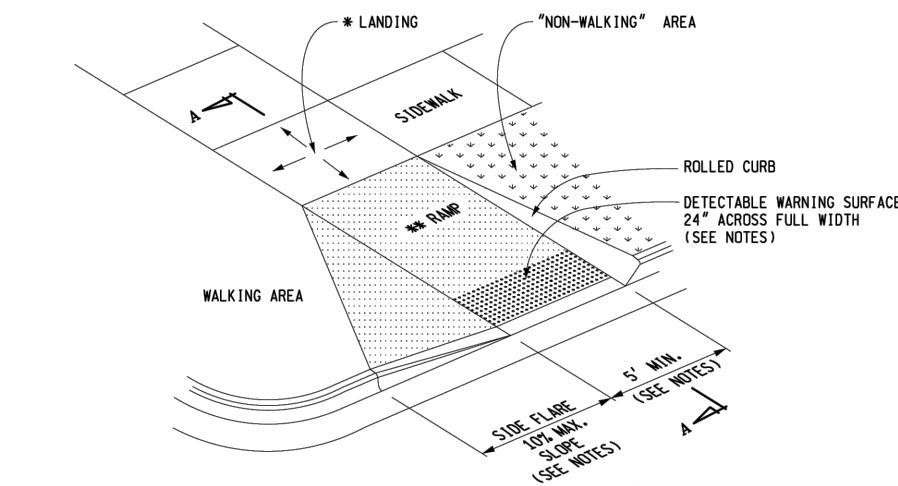 * LANDING
"NON-WALKING" AREA
A
SIDEWALK
ROLLED CURB
DETECTABLE WARNING SURFACE
24" ACROSS FULL WIDTH
(SEE NOTES)
** RAMP
WALKING AREA
5' MIN.
(SEE NOTES)
SIDE FLARE
10% MAX.
SLOPE
(SEE NOTES)
A